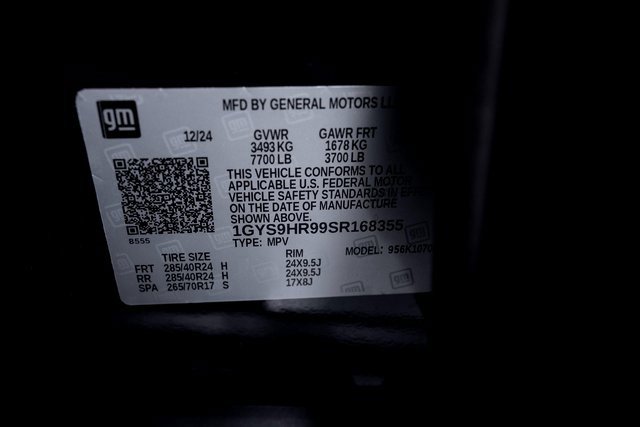 gm
MFD BY GENERAL MOTORS
12/24 GVWR GAWR FRT
3493 KG 1678 KG
7700 LB 3700 LB
THIS VEHICLE CONFORMS TO ALL
APPLICABLE U.S. FEDERAL MOTOR
VEHICLE SAFETY STANDARDS IN
ON THE DATE OF MANUFACTURE
SHOWN ABOVE.
1GYS9HR99SR168355
TYPE: MPV
MODEL:
8555
TIRE SIZE RIM
FRT 285/40R24 H 24X9.5J
RR 285/40R24 H 24X9.5J
SPA 265/70R17 S 17X8J